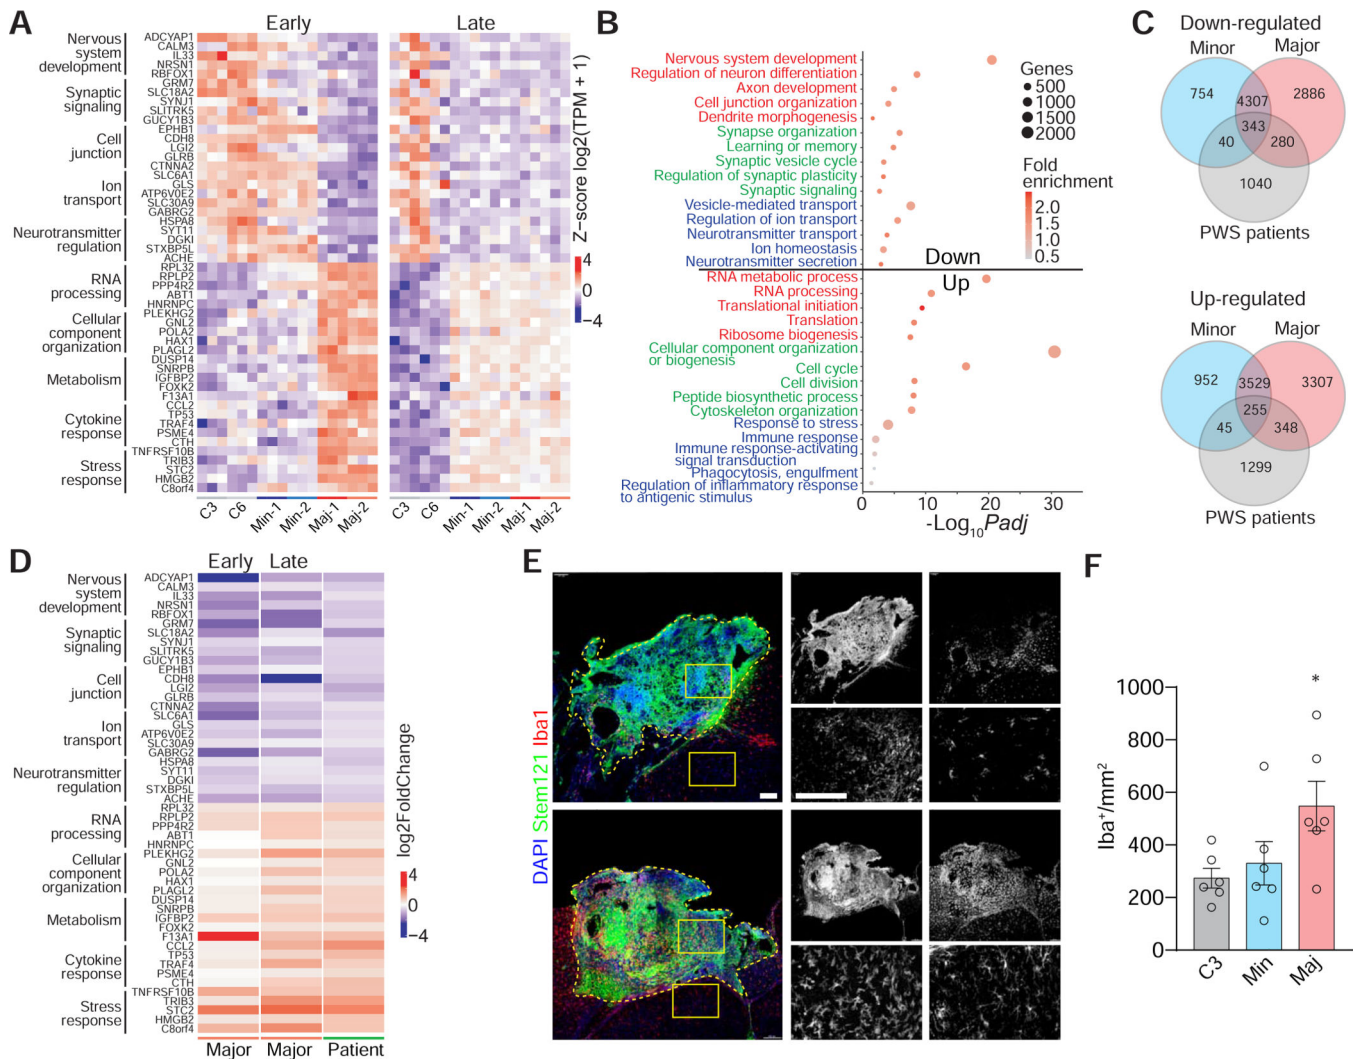 A
Early
Late
Nervous
system
development
Synaptic
signaling
Cell
junction
Ion
transport
Neurotransmitter
regulation
RNA
processing
Cellular
component
organization
Metabolism
Cytokine
response
Stress
response
ADCYAP1
CALM3
IL33
NRSN1
RBFOX1
GRM7
SLC18A2
SYNJ1
SLITRK5
GUCY1B3
EPHB1
CDH8
LGI2
GLRB
CTNNA2
SLC6A1
GLS
ATP6V0E2
SLC30A9
GABRG2
HSPA8
SYT11
DGKI
STXBP5L
ACHE
RPL32
RPLP2
PPP4R2
ABT1
HNRNPC
PLEKHG2
GNL2
POLA2
HAX1
PLAGL2
DUSP14
SNRPB
IGFBP2
FOXK2
F13A1
CCL2
TP53
TRAF4
PSME4
CTH
TNFRSF10B
TRIB3
STC2
HMGB2
C8orf4
C3
C6
Min-1
Min-2
Maj-1
Maj-2
C3
C6
Min-1
Min-2
Maj-1
Maj-2
Z-score log2(TPM + 1)
4
0
−4
B
Nervous system development
Regulation of neuron differentiation
Axon development
Cell junction organization
Dendrite morphogenesis
Synapse organization
Learning or memory
Synaptic vesicle cycle
Regulation of synaptic plasticity
Synaptic signaling
Vesicle-mediated transport
Regulation of ion transport
Neurotransmitter transport
Ion homeostasis
Neurotransmitter secretion
Down
Up
RNA metabolic process
RNA processing
Translational initiation
Translation
Ribosome biogenesis
Cellular component organization
or biogenesis
Cell cycle
Cell division
Peptide biosynthetic process
Cytoskeleton organization
Response to stress
Immune response
Immune response-activating
signal transduction
Phagocytosis, engulfment
Regulation of inflammatory response
to antigenic stimulus
0
10
20
30
-Log10Padj
Genes
500
1000
1500
2000
Fold
enrichment
2.0
1.5
1.0
0.5
C
Down-regulated
Minor
Major
754
4307
2886
343
40
280
1040
PWS patients
Up-regulated
Minor
Major
952
3529
3307
255
45
348
1299
PWS patients
D
Early
Late
Nervous
system
development
Synaptic
signaling
Cell
junction
Ion
transport
Neurotransmitter
regulation
RNA
processing
Cellular
component
organization
Metabolism
Cytokine
response
Stress
response
ADCYAP1
CALM3
IL33
NRSN1
RBFOX1
GRM7
SLC18A2
SYNJ1
SLITRK5
GUCY1B3
EPHB1
CDH8
LGI2
GLRB
CTNNA2
SLC6A1
GLS
ATP6V0E2
SLC30A9
GABRG2
HSPA8
SYT11
DGKI
STXBP5L
ACHE
RPL32
RPLP2
PPP4R2
ABT1
HNRNPC
PLEKHG2
GNL2
POLA2
HAX1
PLAGL2
DUSP14
SNRPB
IGFBP2
FOXK2
F13A1
CCL2
TP53
TRAF4
PSME4
CTH
TNFRSF10B
TRIB3
STC2
HMGB2
C8orf4
Major
Major
Patient
log2FoldChange
4
0
−4
E
DAPI Stem121 Iba1
F
Iba+/mm2
1000
800
600
400
200
0
*
C3
Min
Maj